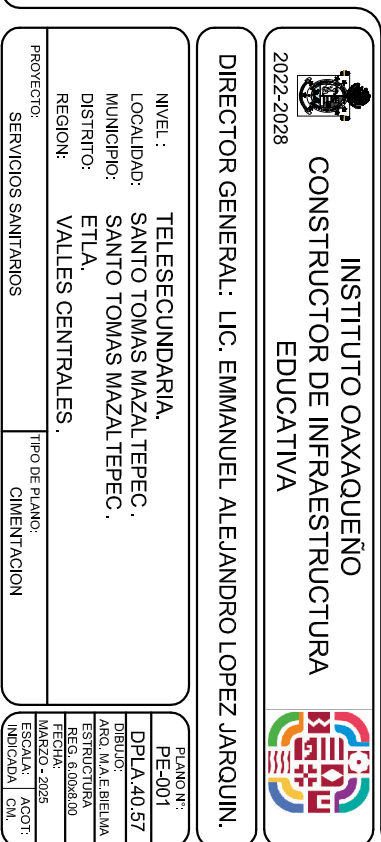 2022-2028
INSTITUTO OAXAQUEÑO
CONSTRUCTOR DE INFRAESTRUCTURA
EDUCATIVA
DIRECTOR GENERAL: LIC. EMMANUEL ALEJANDRO LOPEZ JARQUIN.
NIVEL : TELESECUNDARIA.
LOCALIDAD: SANTO TOMAS MAZALTEPEC .
MUNICIPIO: SANTO TOMAS MAZALTEPEC .
DISTRITO: ETLA.
REGION: VALLES CENTRALES .
PROYECTO:
SERVICIOS SANITARIOS
TIPO DE PLANO:
CIMENTACION
PLANO N°:
PE-001
DPLA.40.57
DIBUJO:
ARQ. M.A.E.BIELMA
ESTRUCTURA
REG. 6.00x8.00
FECHA:
MARZO - 2025
ESCALA: ACOT:
INDICADA CM.